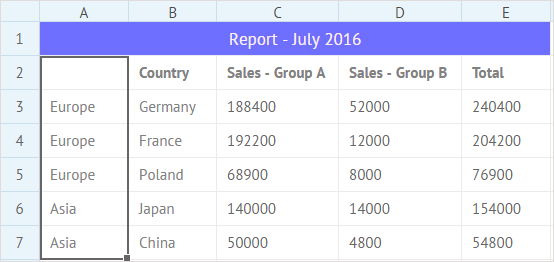 A B C D E
1 Report - July 2016
2 Country Sales - Group A Sales - Group B Total
3 Europe Germany 188400 52000 240400
4 Europe France 192200 12000 204200
5 Europe Poland 68900 8000 76900
6 Asia Japan 140000 14000 154000
7 Asia China 50000 4800 54800